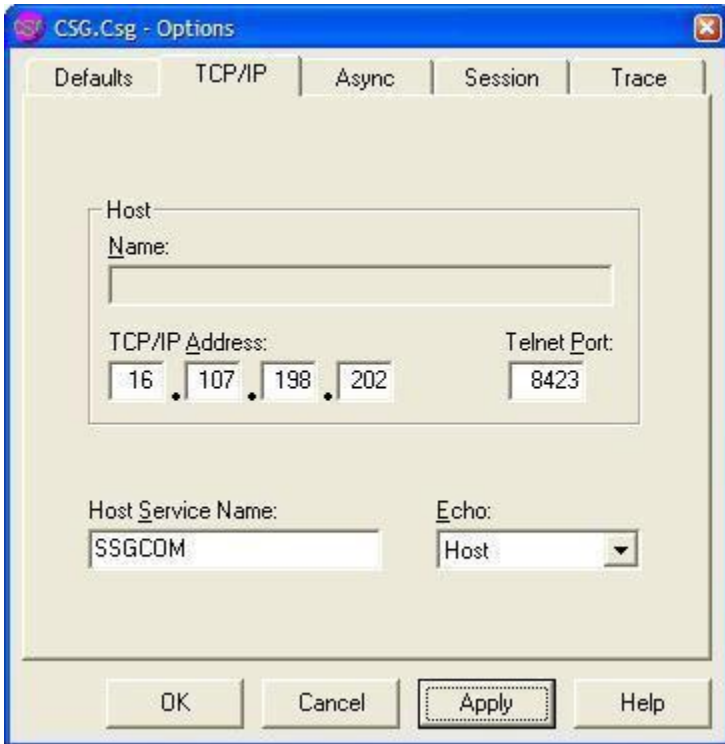 CSG.Csg - Options
Defaults TCP/IP Async Session Trace
Host
Name:
TCP/IP Address: Telnet Port:
16 . 107 . 198 . 202 8423
Host Service Name: Echo:
SSGCOM Host
OK Cancel Apply Help